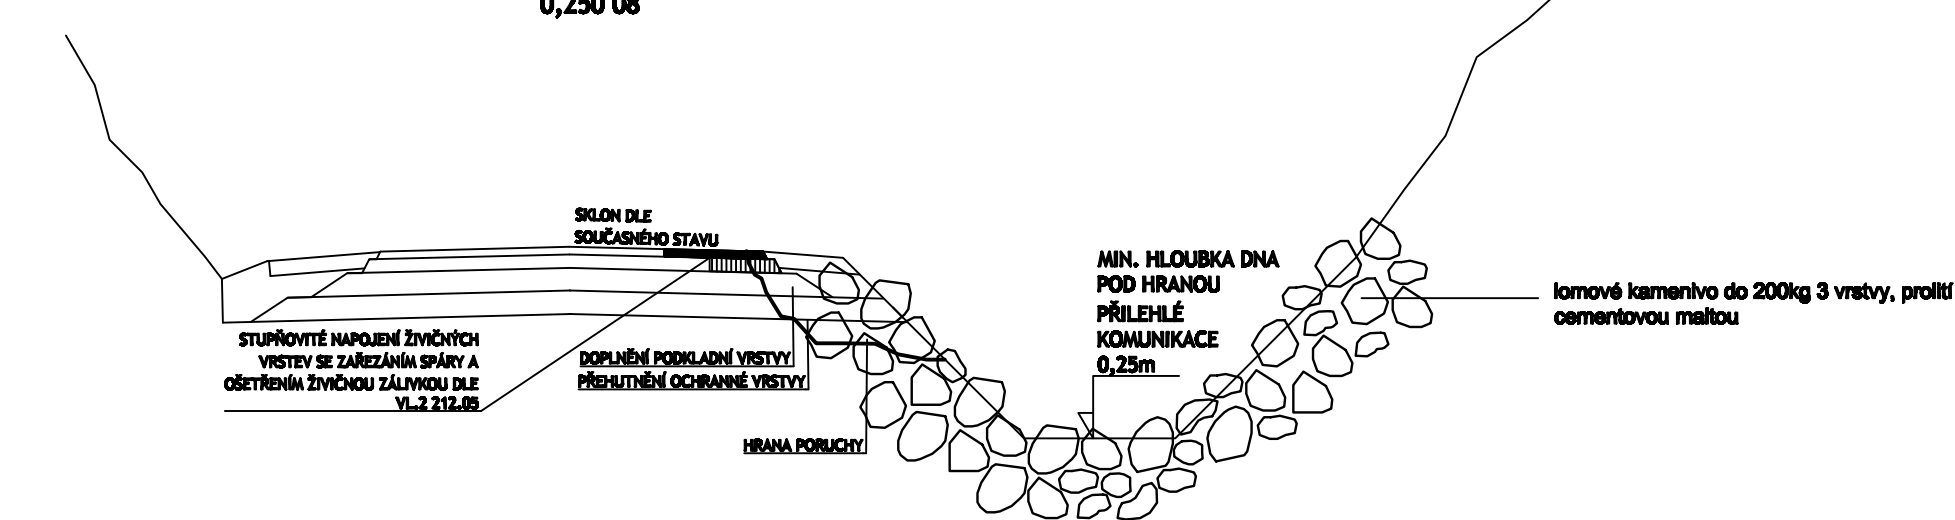 0,250 08
SKLON DLE
SOUČASNÉHO STAVU
MIN. HLOUBKA DNA
POD HRANOU
PŘILEHLÉ
KOMUNIKACE
0,25m
lomové kamenivo do 200kg 3 vrstvy, prolití
cementovou maltou
STUPŇOVITÉ NAPOJENÍ ŽIVIČNÝCH
VRSTEV SE ZAŘEZÁNÍM SPÁRY A
OŠETŘENÍM ŽIVIČNOU ZÁLIVKOU DLE
VL.2 212.05
DOPLNĚNÍ PODKLADNÍ VRSTVY
PŘEHUTNĚNÍ OCHRANNÉ VRSTVY
HRANA PORUCHY